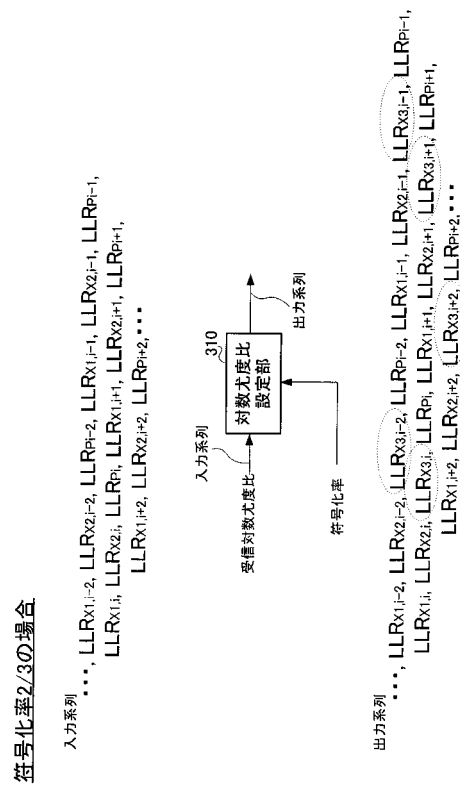 符号化率2/3の場合
入力系列
•••, LLRX1,i−2, LLRX2,i−2, LLRPi−2, LLRX1,i−1, LLRX2,i−1, LLRPi−1,
LLRX1,i, LLRX2,i, LLRPi, LLRX1,i+1, LLRX2,i+1, LLRPi+1,
LLRX1,i+2, LLRX2,i+2, LLRPi+2, •••
入力系列
受信対数尤度比
310
対数尤度比
設定部
出力系列
符号化率
出力系列
•••, LLRX1,i−2, LLRX2,i−2, LLRX3,i−2, LLRPi−2, LLRX1,i−1, LLRX2,i−1, LLRX3,i−1, LLRPi−1,
LLRX1,i, LLRX2,i, LLRX3,i, LLRPi, LLRX1,i+1, LLRX2,i+1, LLRX3,i+1, LLRPi+1,
LLRX1,i+2, LLRX2,i+2, LLRX3,i+2, LLRPi+2, •••